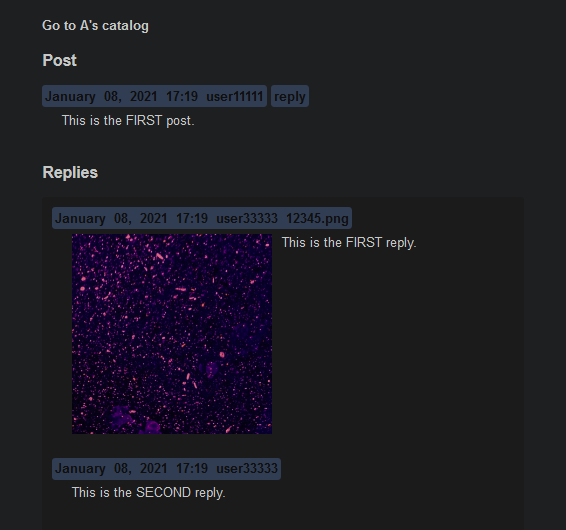 Go to A's catalog
Post
January 08, 2021 17:19 user11111 reply
This is the FIRST post.
Replies
January 08, 2021 17:19 user33333 12345.png
This is the FIRST reply.
January 08, 2021 17:19 user33333
This is the SECOND reply.